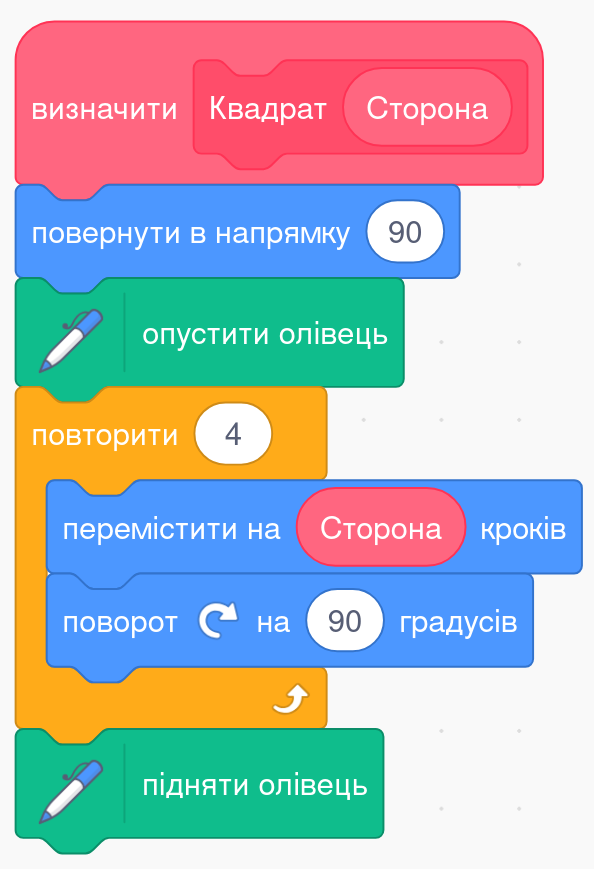 визначити Квадрат Сторона
повернути в напрямку 90
опустити олівець
повторити 4
перемістити на Сторона кроків
поворот на 90 градусів
підняти олівець